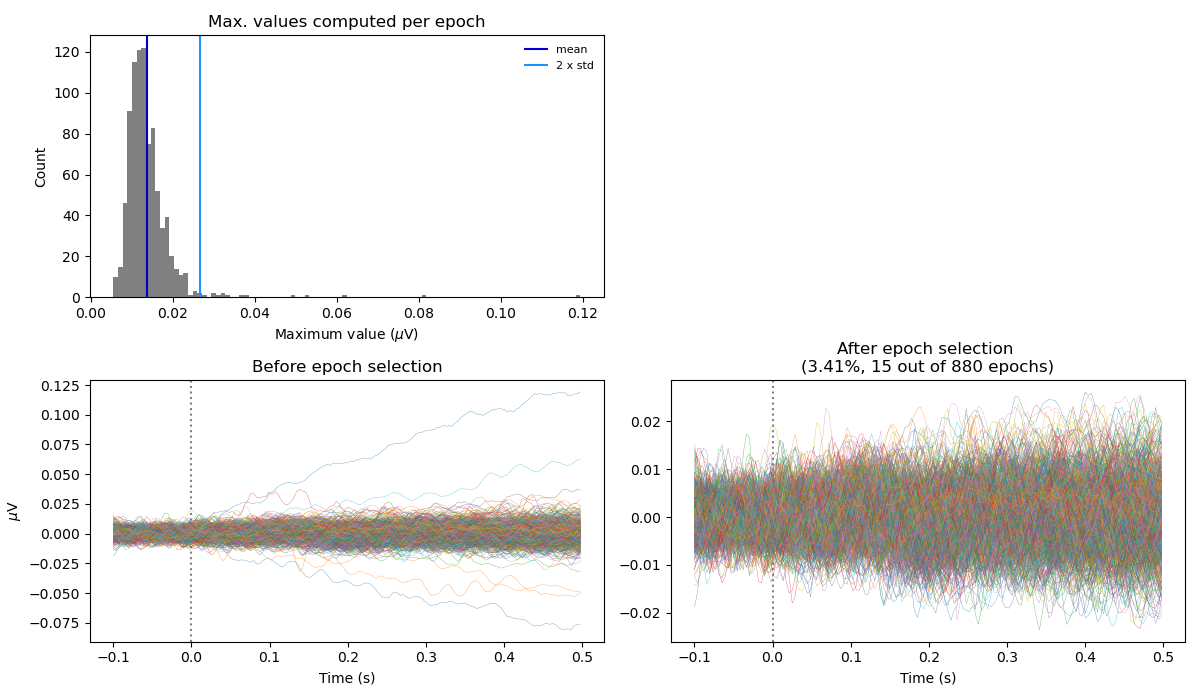 Max. values computed per epoch
mean
2 x std
120
100
80
60
40
20
0
Count
0.00 0.02 0.04 0.06 0.08 0.10 0.12
Maximum value (μV)
Before epoch selection
0.125
0.100
0.075
0.050
0.025
0.000
−0.025
−0.050
−0.075
μV
−0.1 0.0 0.1 0.2 0.3 0.4 0.5
Time (s)
After epoch selection
(3.41%, 15 out of 880 epochs)
0.02
0.01
0.00
−0.01
−0.02
−0.1 0.0 0.1 0.2 0.3 0.4 0.5
Time (s)